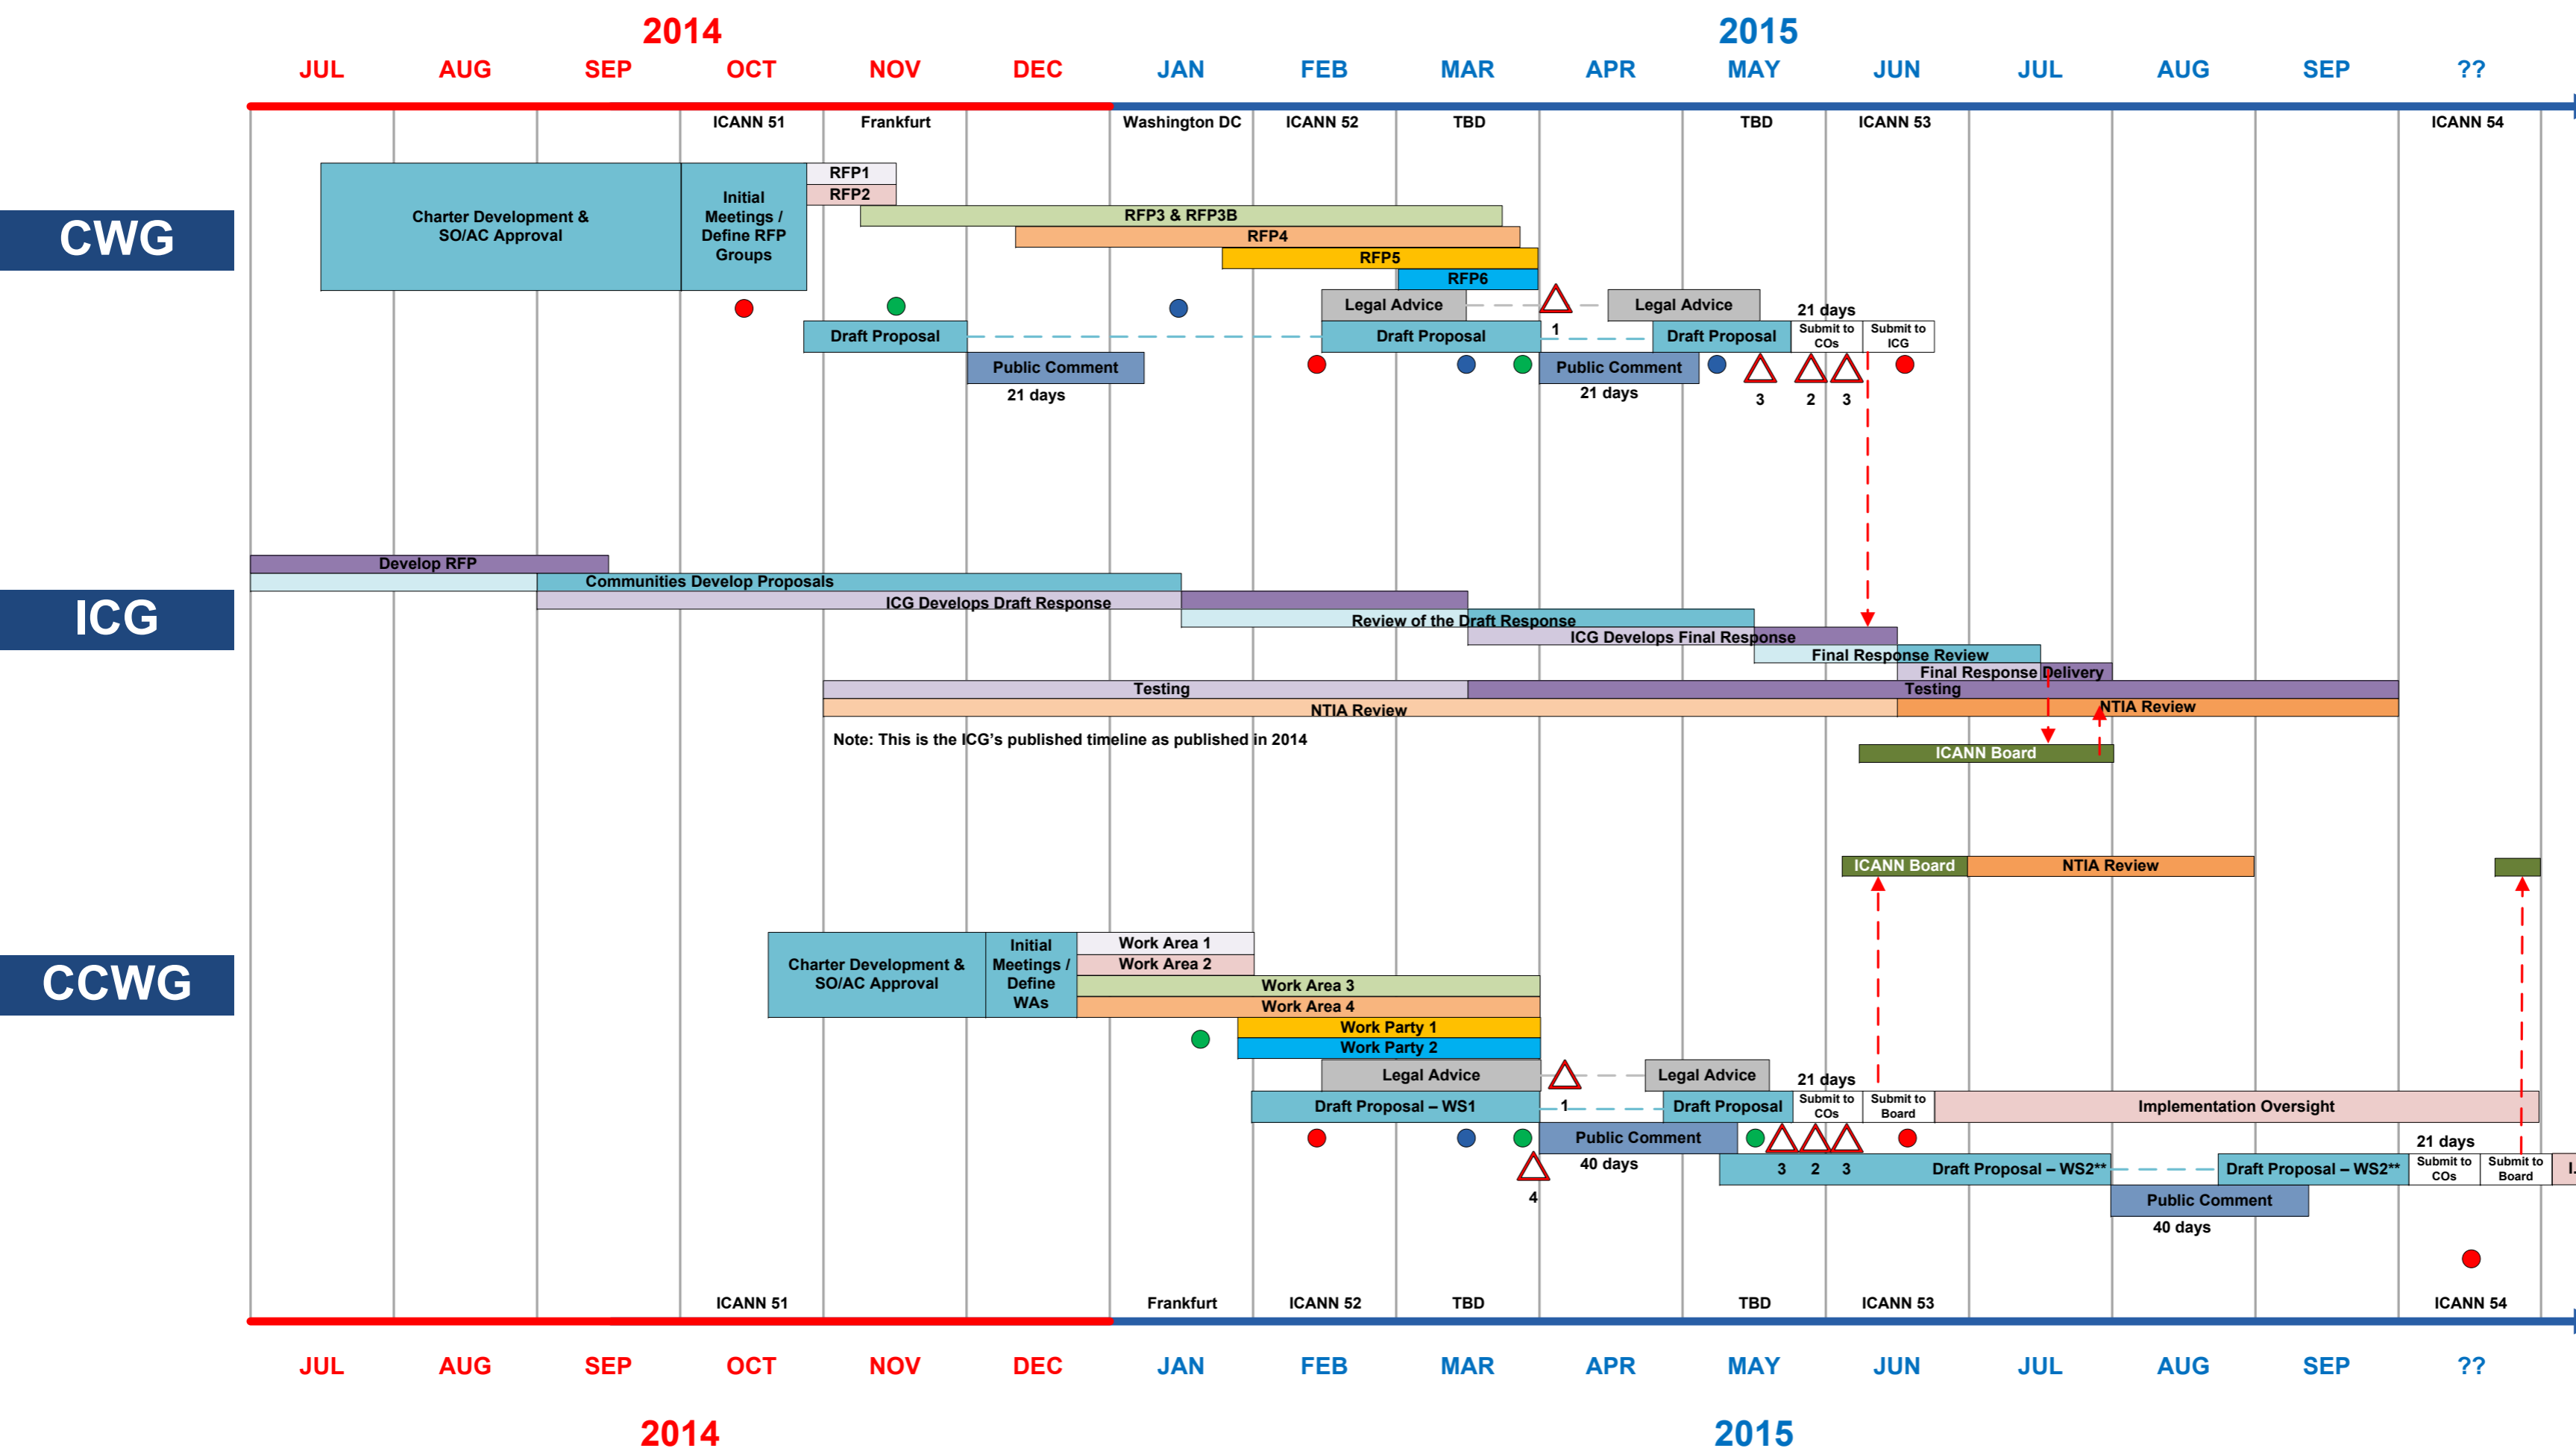 2014
2015
JUL AUG SEP OCT NOV DEC JAN FEB MAR APR MAY JUN JUL AUG SEP ??
ICANN 51 Frankfurt Washington DC ICANN 52 TBD TBD ICANN 53 ICANN 54
CWG
Charter Development &
SO/AC Approval
Initial
Meetings /
Define RFP
Groups
RFP1
RFP2
RFP3 & RFP3B
RFP4
RFP5
RFP6
Legal Advice
1
Legal Advice
21 days
Draft Proposal
Draft Proposal
Draft Proposal
Submit to
COs
Submit to
ICG
Public Comment
21 days
Public Comment
21 days
3 2 3
ICG
Develop RFP
Communities Develop Proposals
ICG Develops Draft Response
Review of the Draft Response
ICG Develops Final Response
Final Response Review
Final Response Delivery
Testing
Testing
NTIA Review
NTIA Review
Note: This is the ICG's published timeline as published in 2014
ICANN Board
ICANN Board
NTIA Review
CCWG
Charter Development &
SO/AC Approval
Initial
Meetings /
Define
WAs
Work Area 1
Work Area 2
Work Area 3
Work Area 4
Work Party 1
Work Party 2
Legal Advice
Legal Advice
21 days
Draft Proposal – WS1
1
Draft Proposal
Submit to
COs
Submit to
Board
Implementation Oversight
Public Comment
40 days
4
3 2 3
Draft Proposal – WS2**
Draft Proposal – WS2**
21 days
Submit to
COs
Submit to
Board
I.
Public Comment
40 days
ICANN 51 Frankfurt ICANN 52 TBD TBD ICANN 53 ICANN 54
JUL AUG SEP OCT NOV DEC JAN FEB MAR APR MAY JUN JUL AUG SEP ??
2014
2015